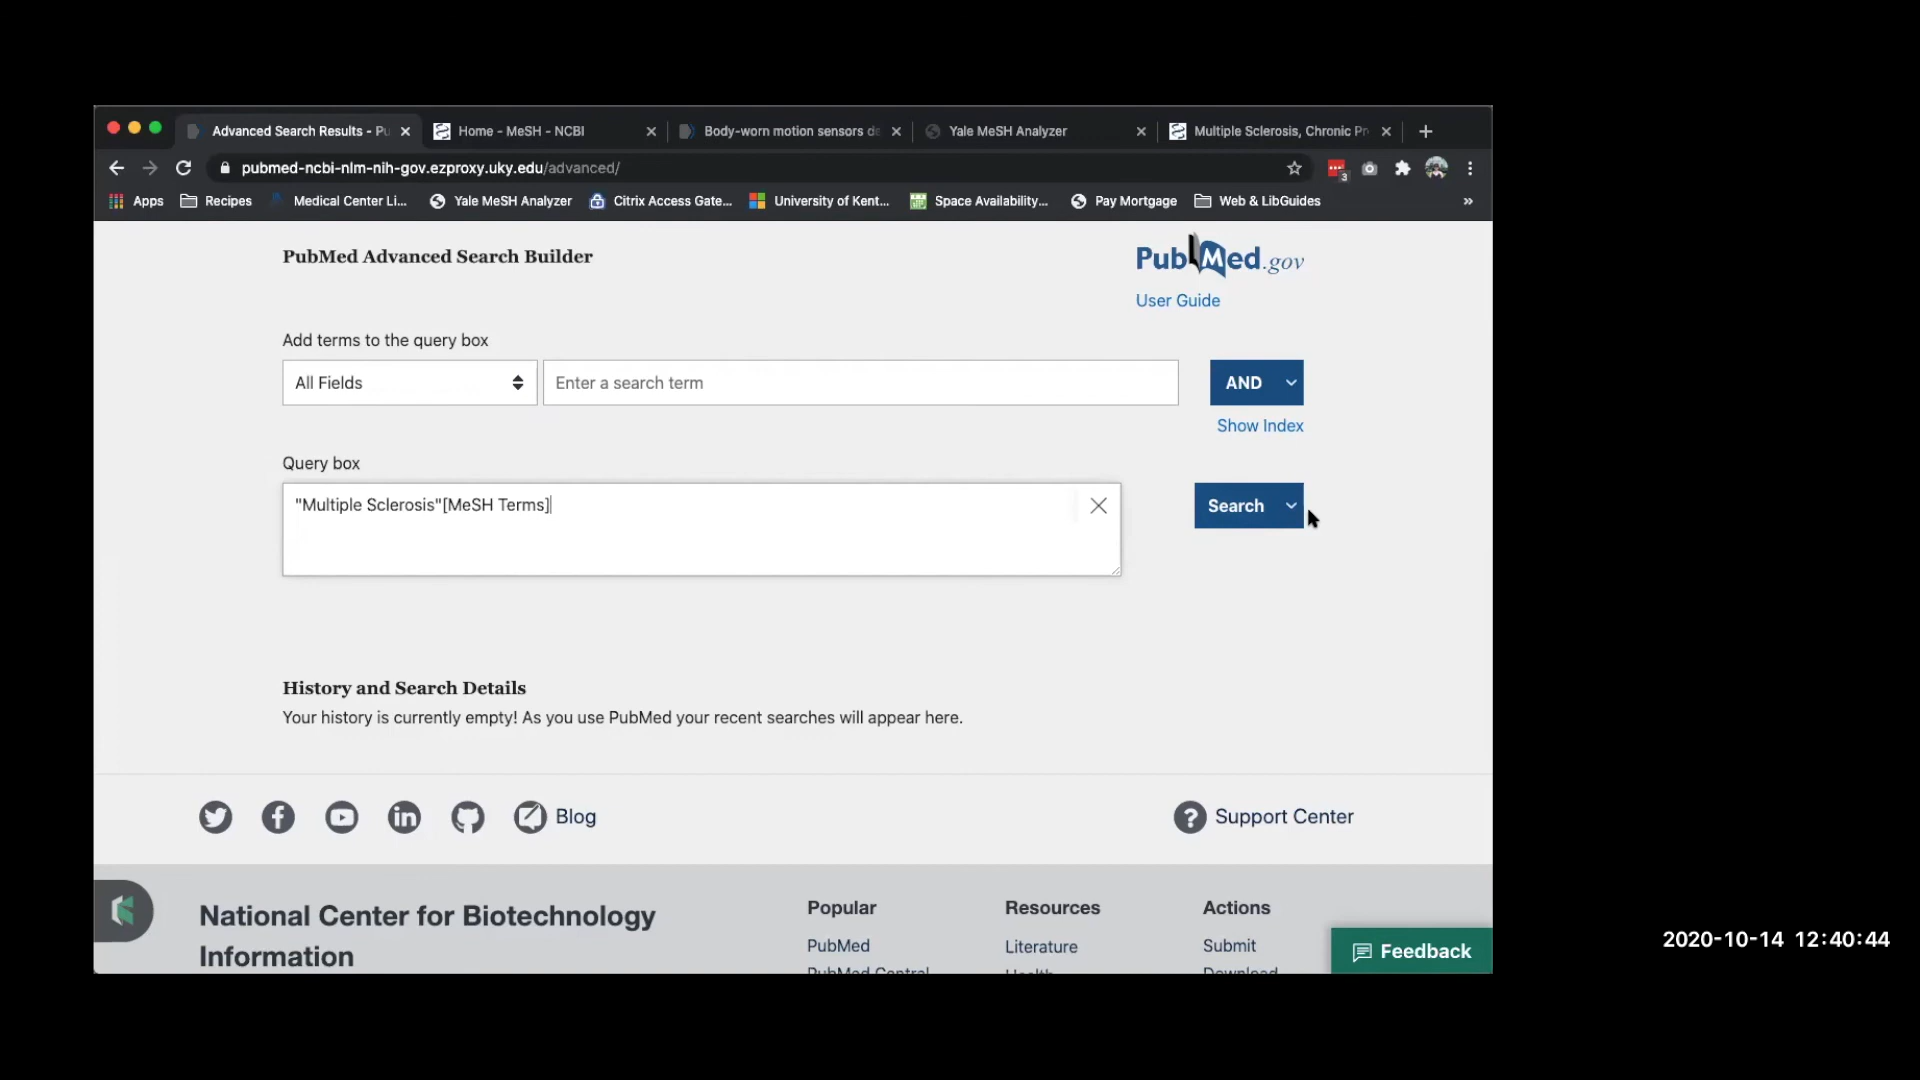 Advanced Search Results - Pu
Home - MeSH - NCBI
Body-worn motion sensors de
Yale MeSH Analyzer
Multiple Sclerosis, Chronic Pr
pubmed-ncbi-nlm-nih-gov.ezproxy.uky.edu/advanced/
3
Apps
Recipes
Medical Center Li...
Yale MeSH Analyzer
Citrix Access Gate...
University of Kent...
Space Availability...
Pay Mortgage
Web & LibGuides
»
PubMed Advanced Search Builder
PubMed.gov
User Guide
Add terms to the query box
All Fields
Enter a search term
AND
Show Index
Query box
"Multiple Sclerosis"[MeSH Terms]
Search
History and Search Details
Your history is currently empty! As you use PubMed your recent searches will appear here.
Blog
Support Center
National Center for Biotechnology
Information
Popular
PubMed
PubMed Central
Resources
Literature
Health
Actions
Submit
Download
Feedback
2020-10-14 12:40:44